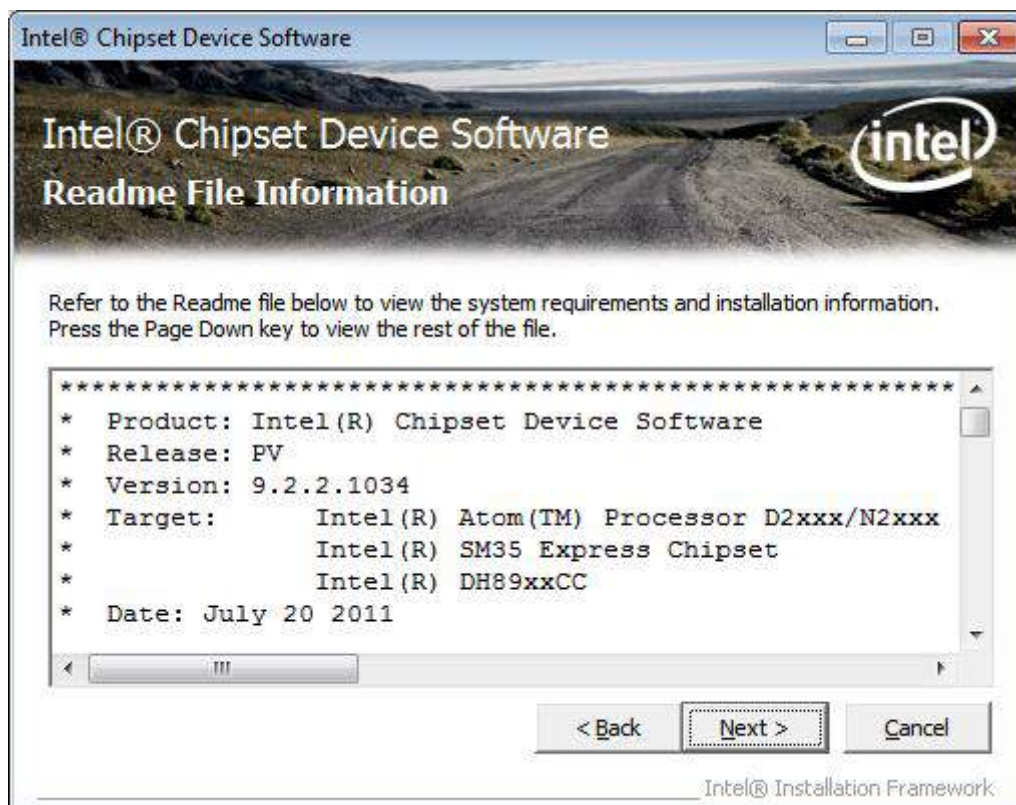 Intel® Chipset Device Software
Intel® Chipset Device Software
intel
Readme File Information
Refer to the Readme file below to view the system requirements and installation information.
Press the Page Down key to view the rest of the file.
********************************************************
* Product: Intel(R) Chipset Device Software
* Release: PV
* Version: 9.2.2.1034
* Target: Intel(R) Atom(TM) Processor D2xxx/N2xxx
* Intel(R) SM35 Express Chipset
* Intel(R) DH89xxCC
* Date: July 20 2011
< Back Next > Cancel
Intel® Installation Framework